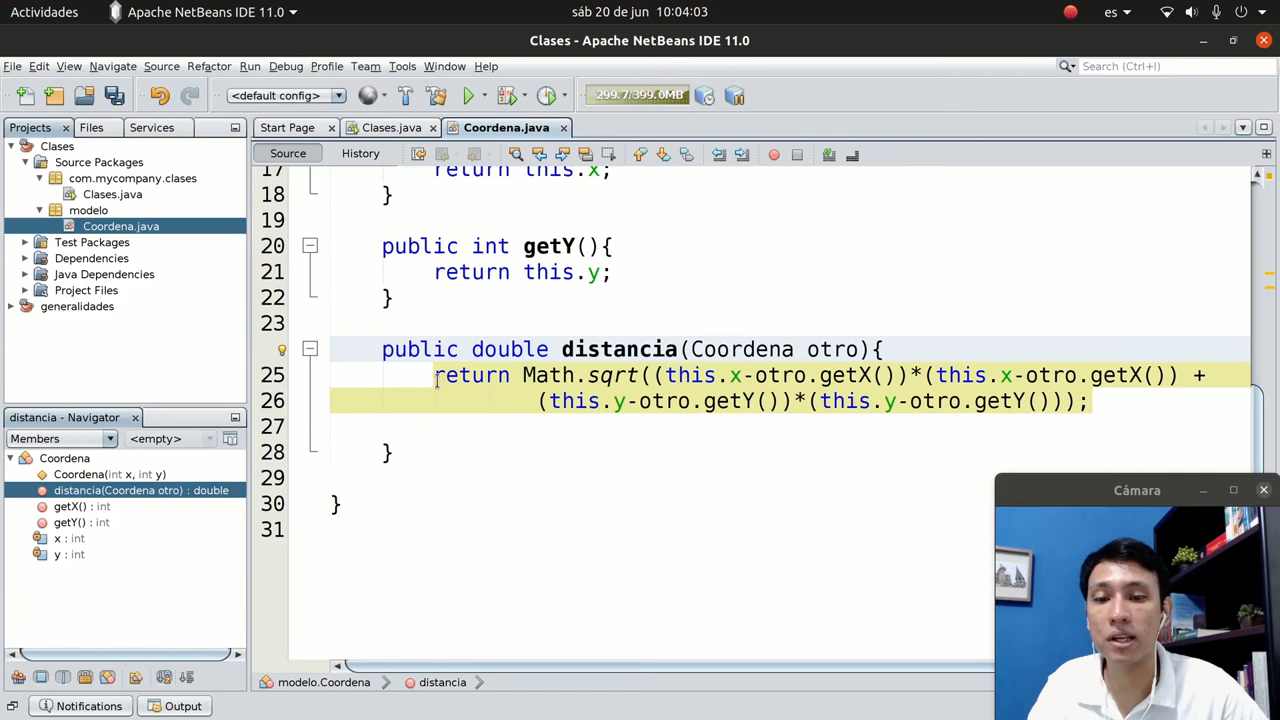 Actividades
Apache NetBeans IDE 11.0
sáb 20 de jun 10:04:03
es
Clases - Apache NetBeans IDE 11.0
File Edit View Navigate Source Refactor Run Debug Profile Team Tools Window Help
Search (Ctrl+I)
<default config>
299.7/399.0MB
Projects Files Services
Start Page Clases.java Coordena.java
Source History
Clases
Source Packages
com.mycompany.clases
Clases.java
modelo
Coordena.java
Test Packages
Dependencies
Java Dependencies
Project Files
generalidades
17 return this.x;
18 }
19
20 public int getY(){
21 return this.y;
22 }
23
public double distancia(Coordena otro){
25 return Math.sqrt((this.x-otro.getX())*(this.x-otro.getX()) +
26 (this.y-otro.getY())*(this.y-otro.getY()));
27
28 }
29
30 }
31
distancia - Navigator
Members <empty>
Coordena
Coordena(int x, int y)
distancia(Coordena otro) : double
getX() : int
getY() : int
x : int
y : int
modelo.Coordena distancia
Notifications Output
Cámara